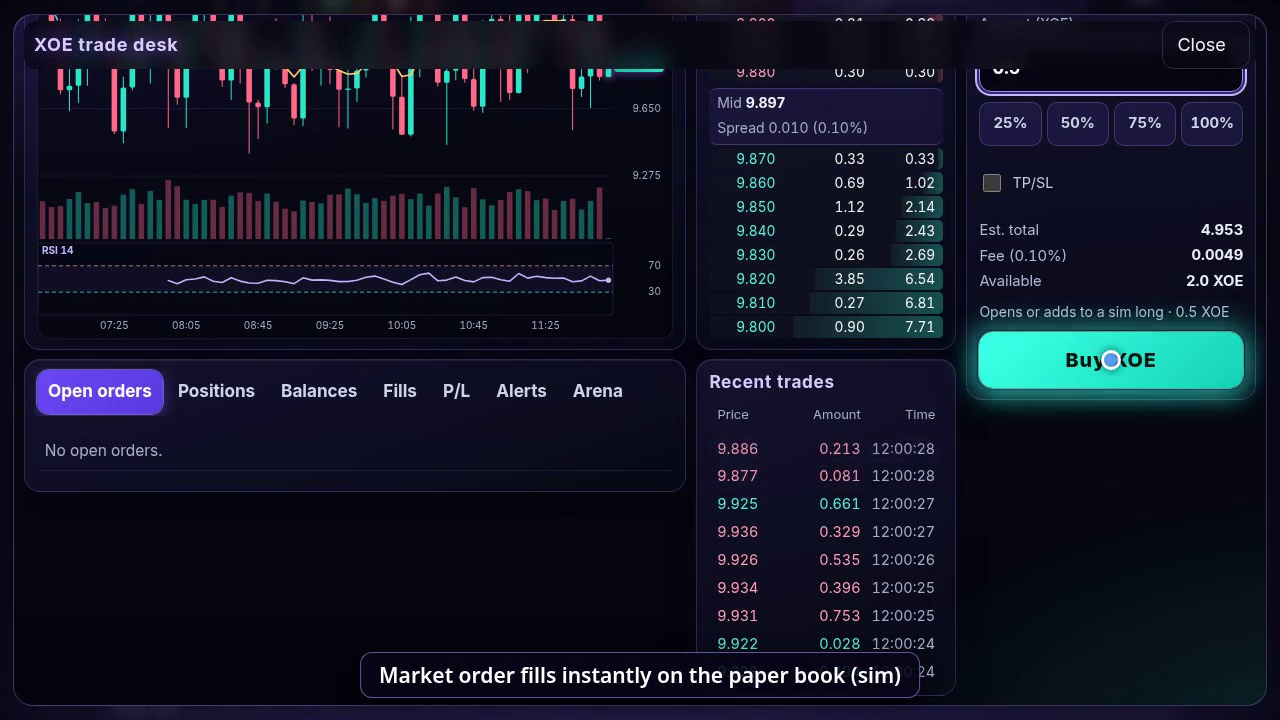 XOE trade desk
Close
9.650
9.275
RSI 14
70
30
07:25 08:05 08:45 09:25 10:05 10:45 11:25
9.880 0.30 0.30
Mid 9.897
Spread 0.010 (0.10%)
9.870 0.33 0.33
9.860 0.69 1.02
9.850 1.12 2.14
9.840 0.29 2.43
9.830 0.26 2.69
9.820 3.85 6.54
9.810 0.27 6.81
9.800 0.90 7.71
25% 50% 75% 100%
TP/SL
Est. total 4.953
Fee (0.10%) 0.0049
Available 2.0 XOE
Opens or adds to a sim long · 0.5 XOE
Buy XOE
Open orders Positions Balances Fills P/L Alerts Arena
No open orders.
Recent trades
Price Amount Time
9.886 0.213 12:00:28
9.877 0.081 12:00:28
9.925 0.661 12:00:27
9.936 0.329 12:00:27
9.926 0.535 12:00:26
9.934 0.396 12:00:25
9.931 0.753 12:00:25
9.922 0.028 12:00:24
Market order fills instantly on the paper book (sim)